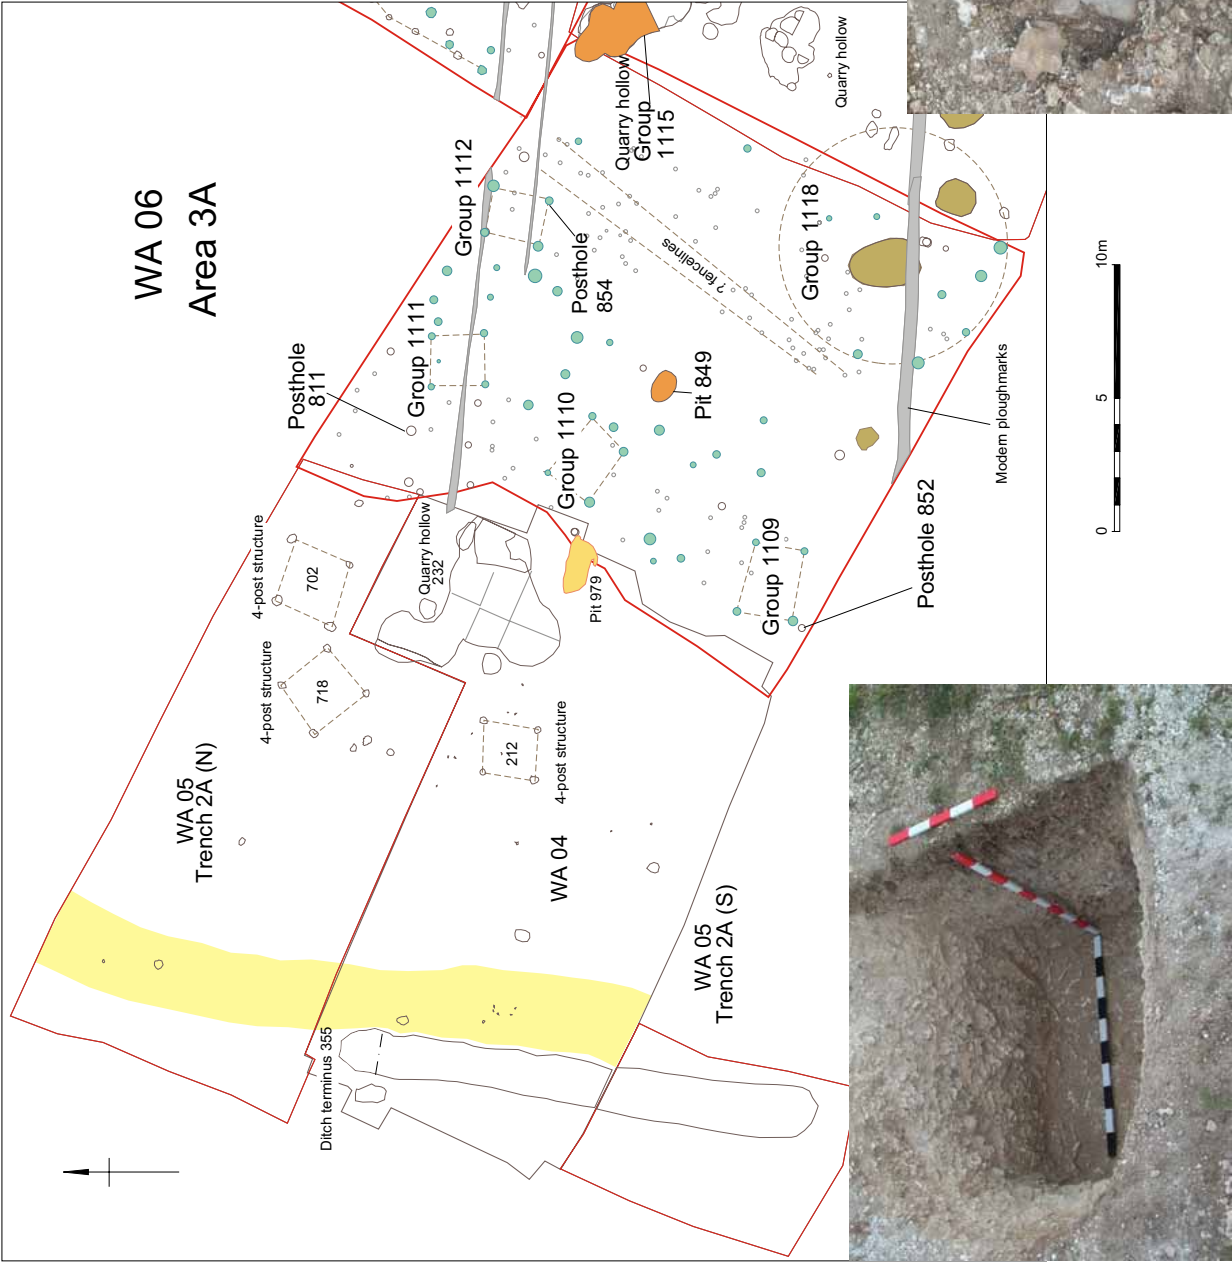 WA 06
Area 3A
Group 1112
Quarry hollow
Group
1115
Quarry hollow
Group 1118
? fencelines
Posthole
854
Group 1111
Posthole
811
Pit 849
Group 1110
Modern ploughmarks
10m
5
0
Posthole 852
Group 1109
Pit 979
Quarry hollow
232
4-post structure
702
4-post structure
718
212
4-post structure
WA 05
Trench 2A (N)
WA 04
WA 05
Trench 2A (S)
Ditch terminus 355